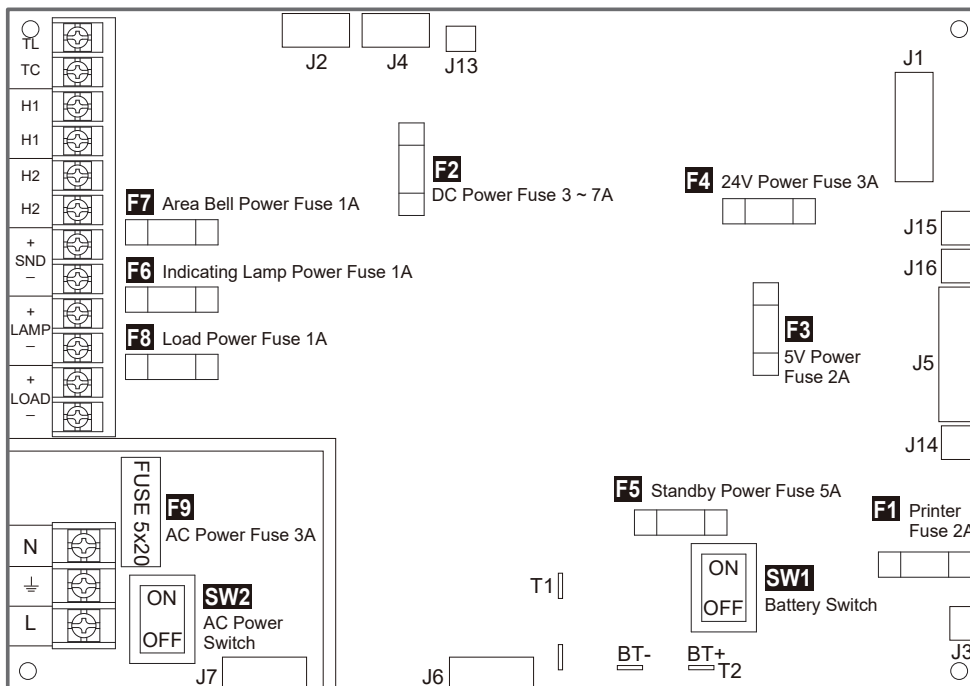 TL
TC
H1
H1
H2
H2
+
SND
–
+
LAMP
–
+
LOAD
–
J2
J4
J13
J1
F2
DC Power Fuse 3 ~ 7A
F4 24V Power Fuse 3A
F7 Area Bell Power Fuse 1A
F6 Indicating Lamp Power Fuse 1A
F8 Load Power Fuse 1A
J15
J16
F3
5V Power
Fuse 2A
J5
J14
FUSE 5x20
F9
AC Power Fuse 3A
F5 Standby Power Fuse 5A
F1 Printer
Fuse 2A
N
L
ON
OFF
SW2
AC Power
Switch
T1
ON
OFF
SW1
Battery Switch
J3
J7
J6
BT-
BT+
T2